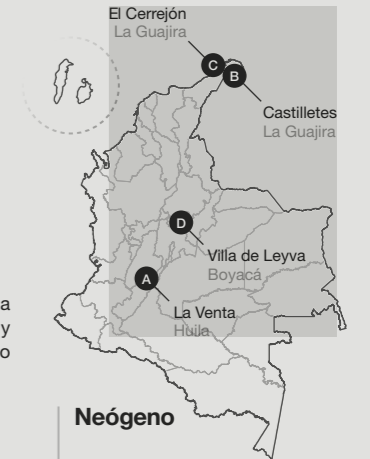 El Cerrejón
La Guajira
C
B
Castilletes
La Guajira
D
Villa de Leyva
Boyacá
A
La Venta
Huila
a
y
o
Neógeno